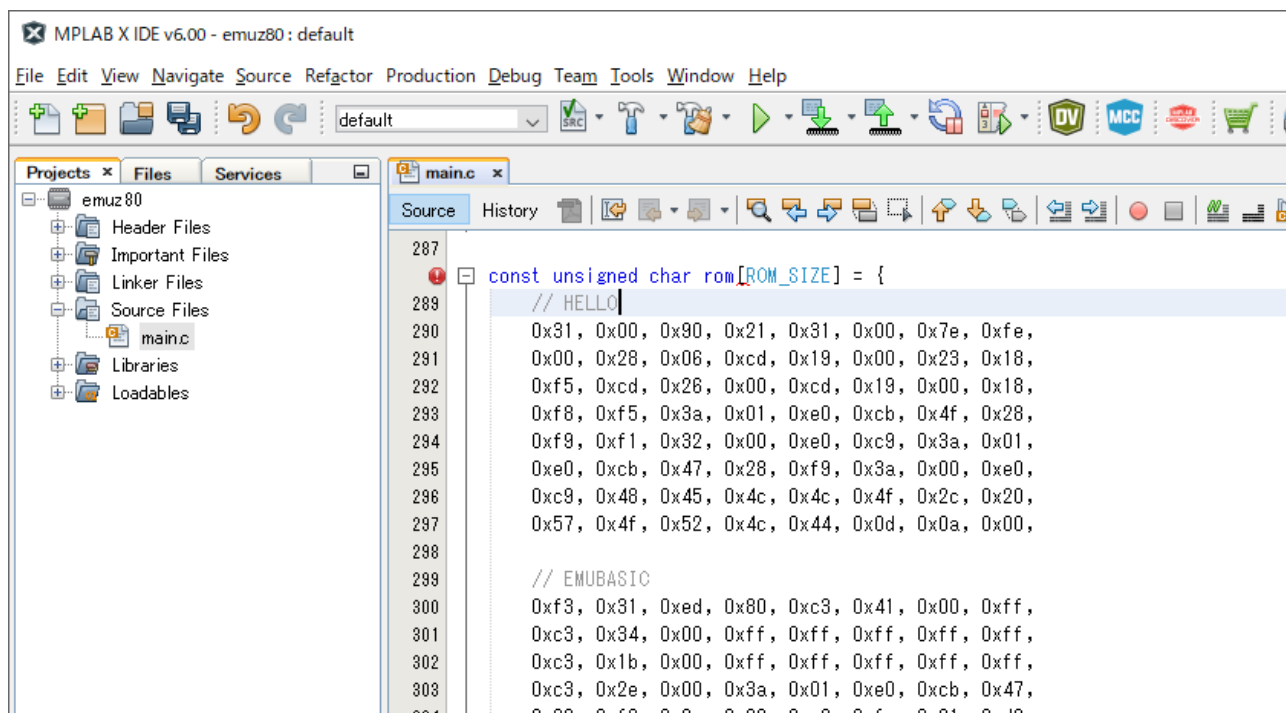 MPLAB X IDE v6.00 - emuz80 : default
File Edit View Navigate Source Refactor Production Debug Team Tools Window Help
default
SRC
DV
MCC
Projects × Files Services
main.c ×
emuz80
Header Files
Important Files
Linker Files
Source Files
main.c
Libraries
Loadables
Source History
287
const unsigned char rom[ROM_SIZE] = {
289 // HELLO
290 0x31, 0x00, 0x90, 0x21, 0x31, 0x00, 0x7e, 0xfe,
291 0x00, 0x28, 0x06, 0xcd, 0x19, 0x00, 0x23, 0x18,
292 0xf5, 0xcd, 0x26, 0x00, 0xcd, 0x19, 0x00, 0x18,
293 0xf8, 0xf5, 0x3a, 0x01, 0xe0, 0xcb, 0x4f, 0x28,
294 0xf9, 0xf1, 0x32, 0x00, 0xe0, 0xc9, 0x3a, 0x01,
295 0xe0, 0xcb, 0x47, 0x28, 0xf9, 0x3a, 0x00, 0xe0,
296 0xc9, 0x48, 0x45, 0x4c, 0x4c, 0x4f, 0x2c, 0x20,
297 0x57, 0x4f, 0x52, 0x4c, 0x44, 0x0d, 0x0a, 0x00,
298
299 // EMUBASIC
300 0xf3, 0x31, 0xed, 0x80, 0xc3, 0x41, 0x00, 0xff,
301 0xc3, 0x34, 0x00, 0xff, 0xff, 0xff, 0xff, 0xff,
302 0xc3, 0x1b, 0x00, 0xff, 0xff, 0xff, 0xff, 0xff,
303 0xc3, 0x2e, 0x00, 0x3a, 0x01, 0xe0, 0xcb, 0x47,